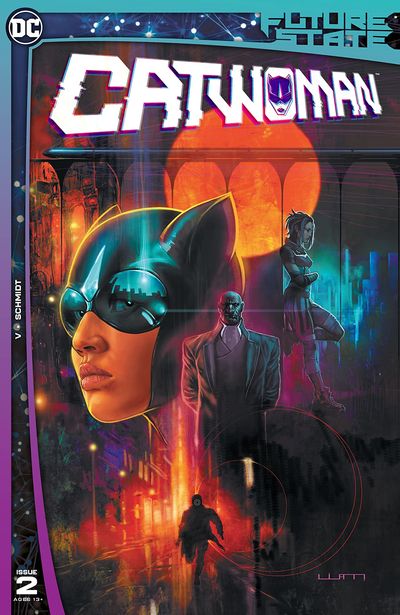 DC
FUTURE
STATE
CATWOMAN
V • SCHMIDT
ISSUE
2
AGES 13+